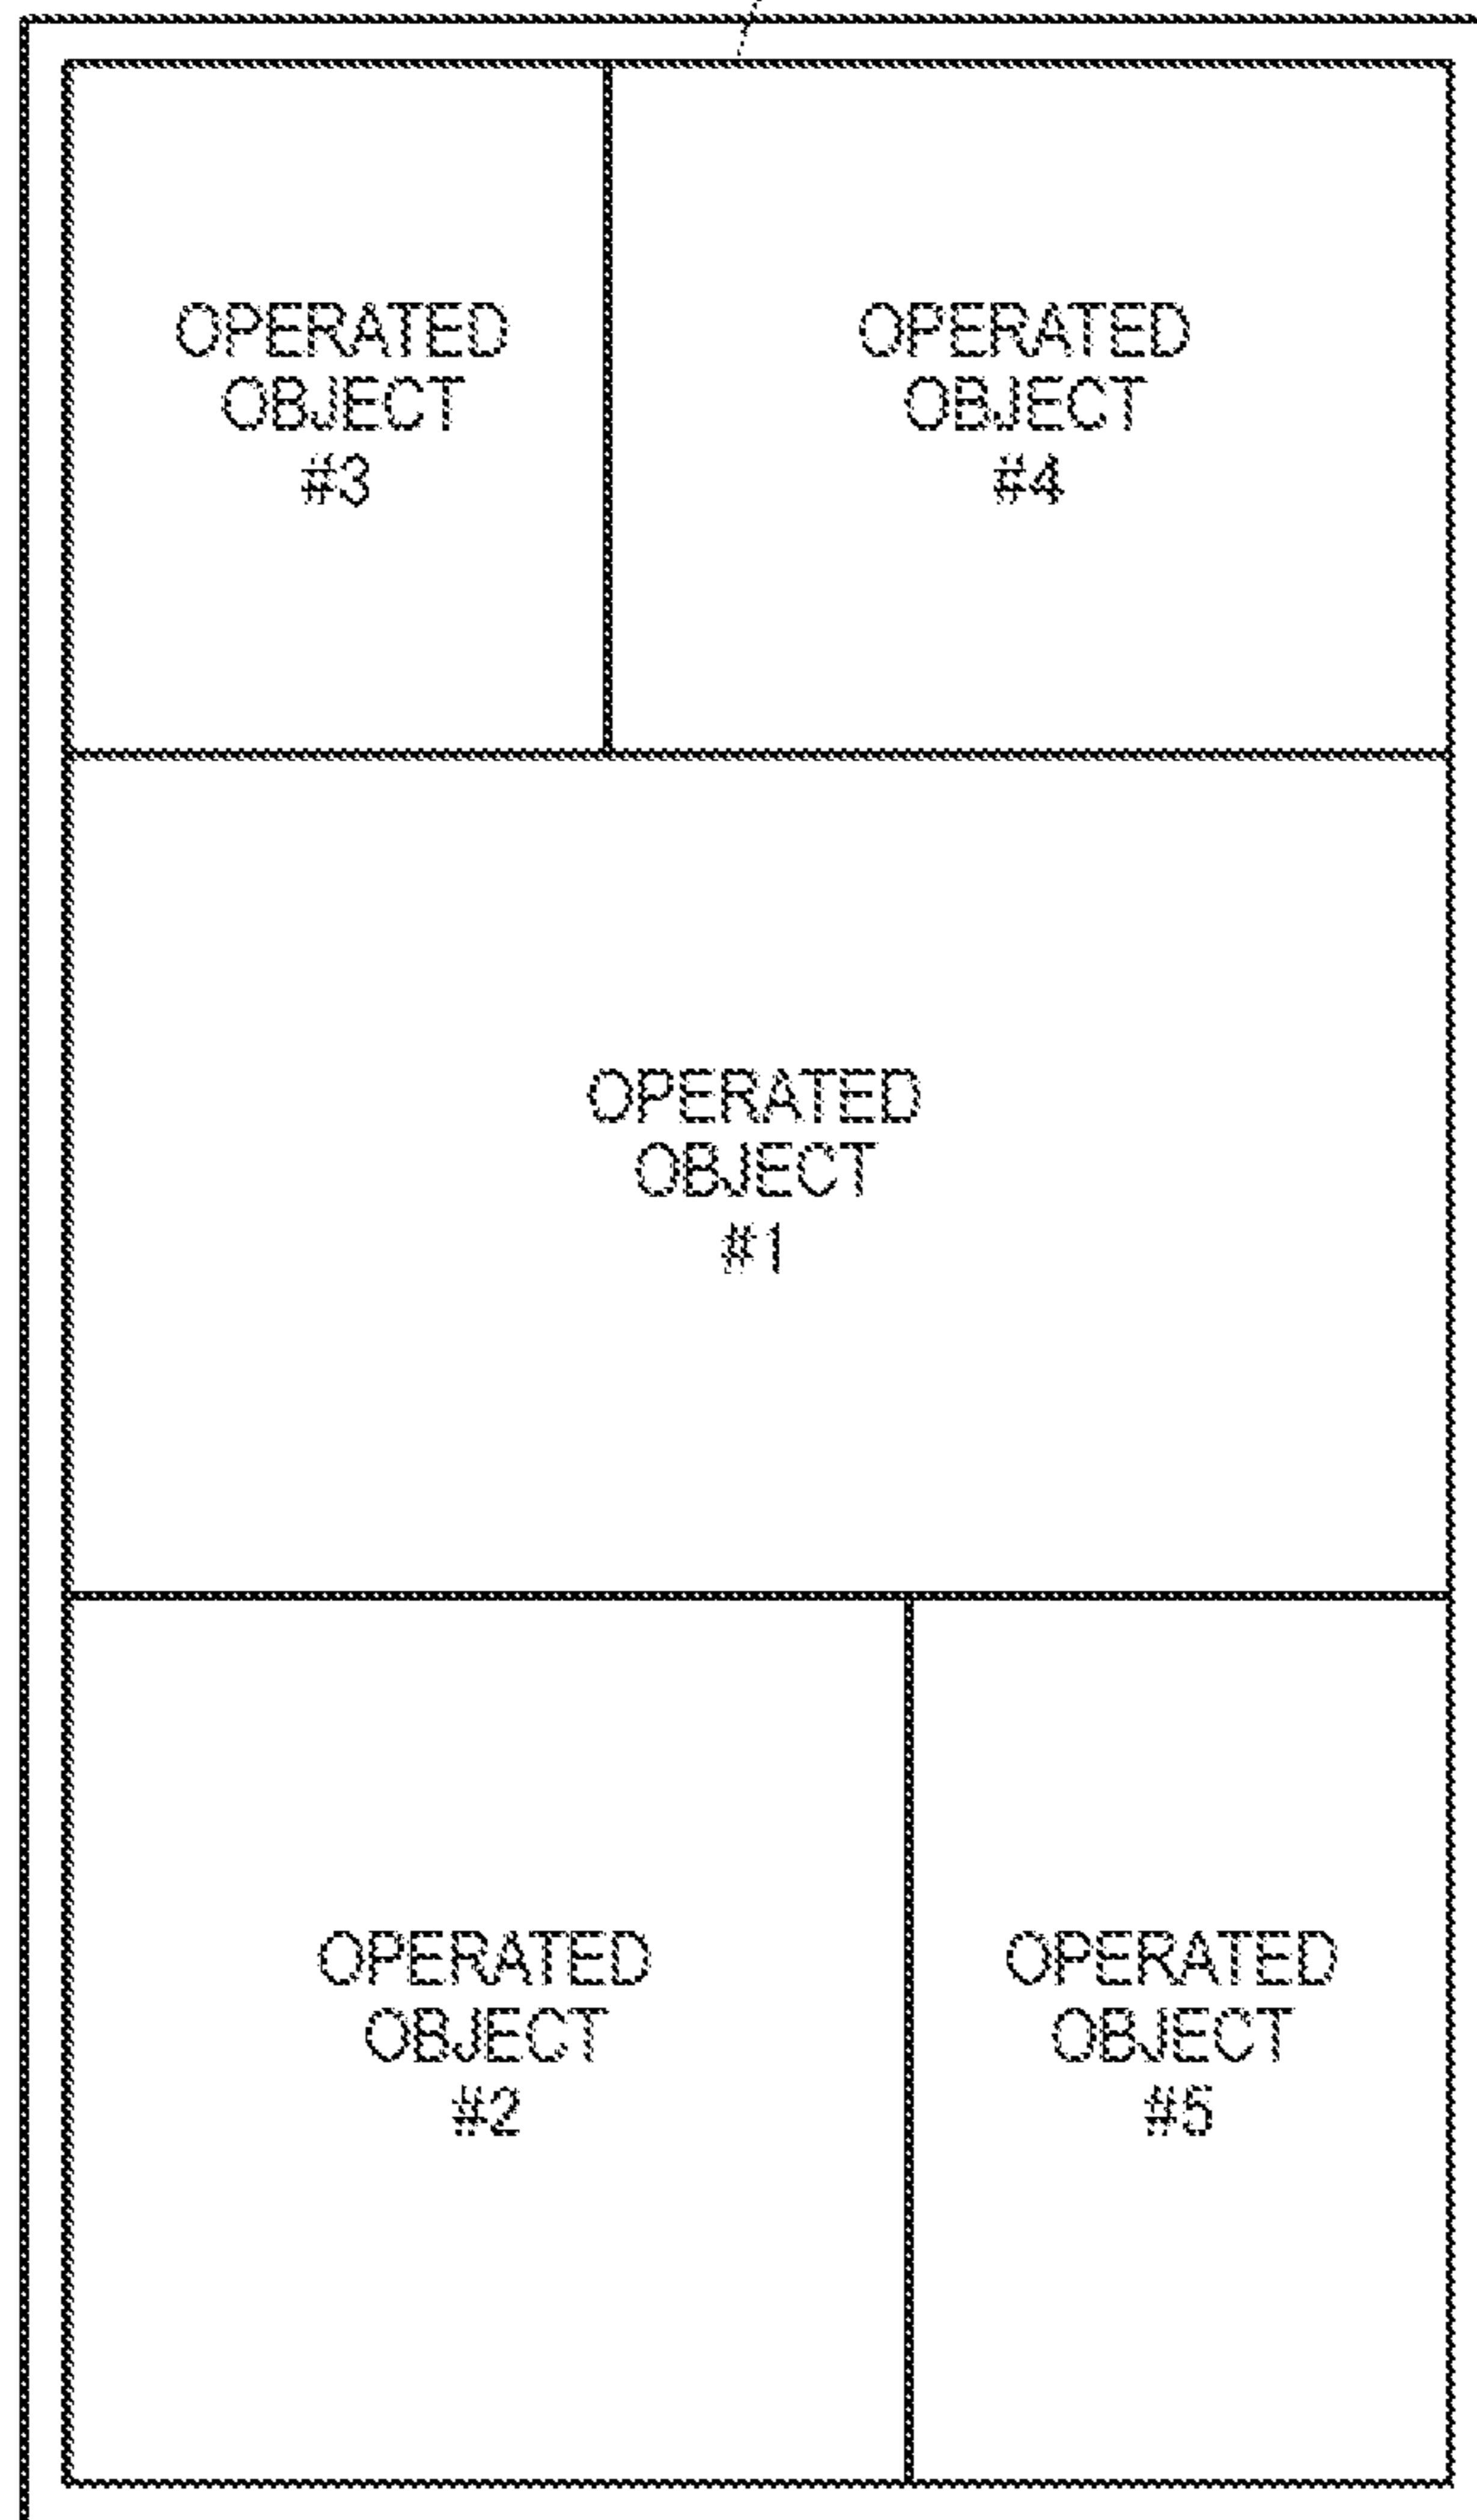 OPERATED
OBJECT
#3
OPERATED
OBJECT
#4
OPERATED
OBJECT
#1
OPERATED
OBJECT
#2
OPERATED
OBJECT
#5